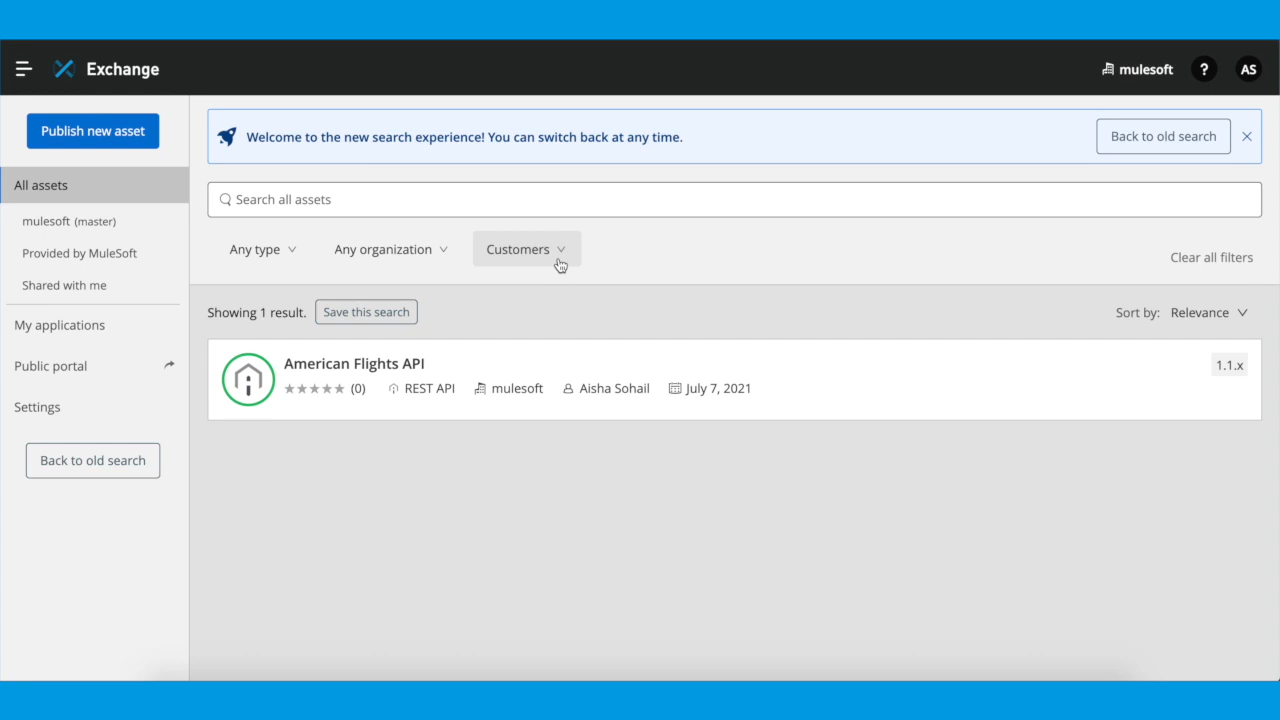 Exchange
mulesoft
?
AS
Publish new asset
All assets
mulesoft (master)
Provided by MuleSoft
Shared with me
My applications
Public portal
Settings
Back to old search
Welcome to the new search experience! You can switch back at any time.
Back to old search
Search all assets
Any type
Any organization
Customers
Clear all filters
Showing 1 result.
Save this search
Sort by: Relevance
American Flights API
1.1.x
(0) REST API mulesoft Aisha Sohail July 7, 2021